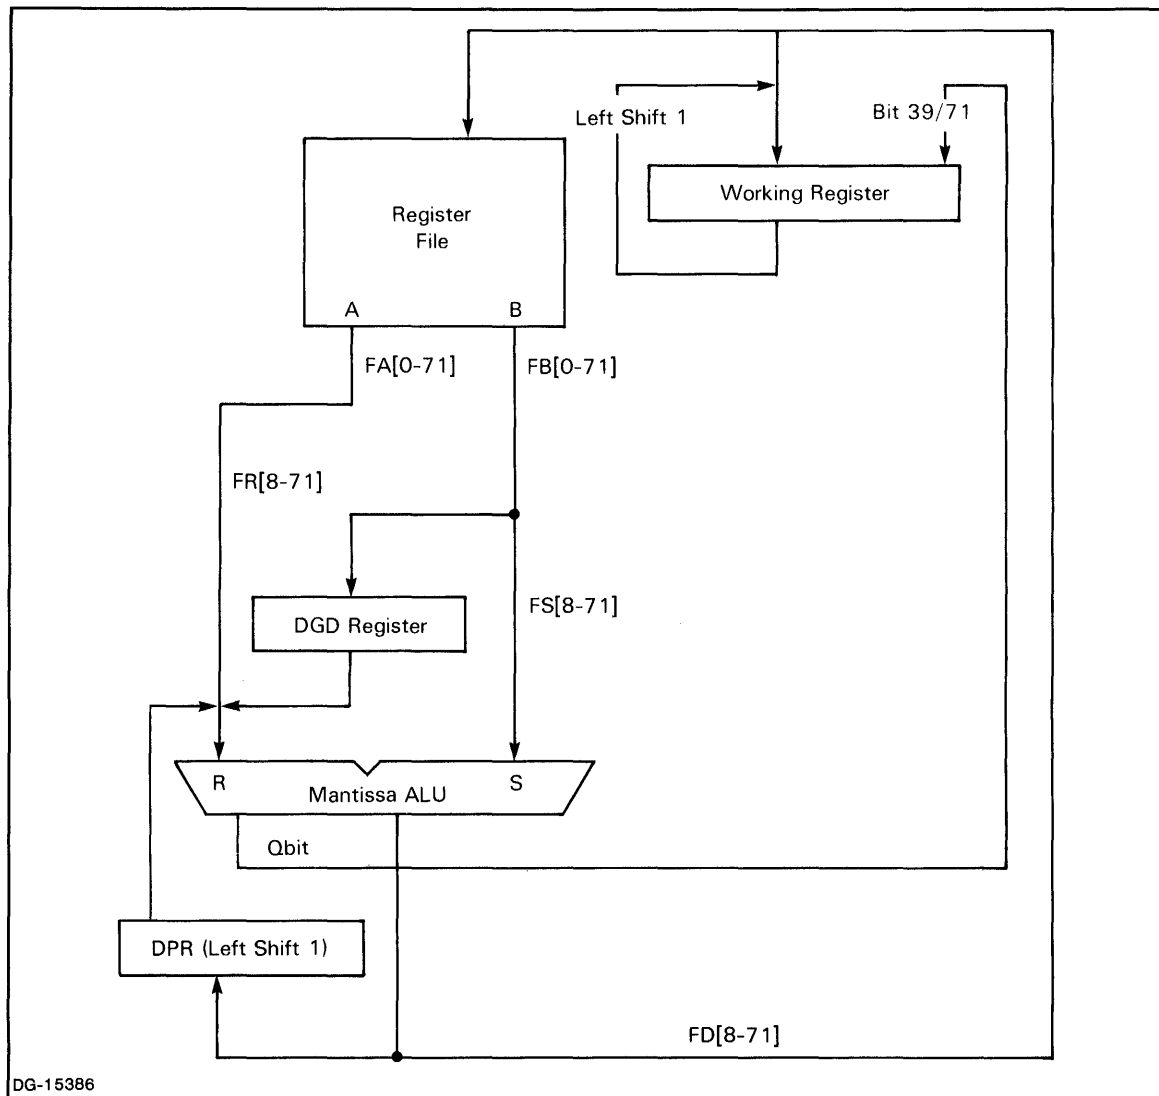 Left Shift 1
Bit 39/71
Working Register
Register
File
A
B
FA[0-71]
FB[0-71]
FR[8-71]
FS[8-71]
DGD Register
R
S
Mantissa ALU
Qbit
DPR (Left Shift 1)
FD[8-71]
DG-15386